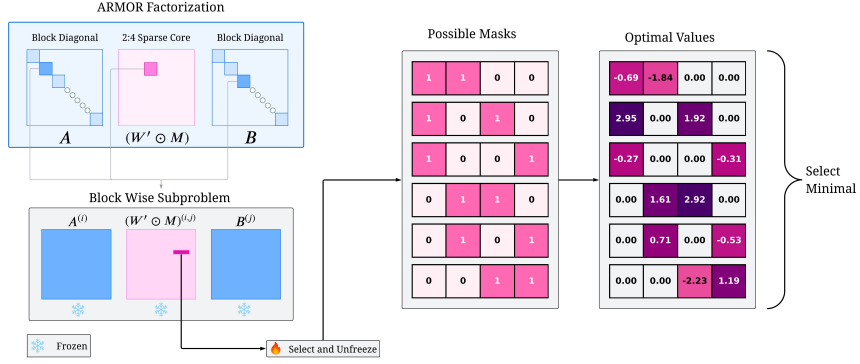 ARMOR Factorization
Block Diagonal 2:4 Sparse Core Block Diagonal
A (W′ ⊙ M) B
Block Wise Subproblem
A⁽ⁱ⁾ (W′ ⊙ M)⁽ⁱ,ʲ⁾ B⁽ʲ⁾
Frozen
Select and Unfreeze
Possible Masks
1 1 0 0
1 0 1 0
1 0 0 1
0 1 1 0
0 1 0 1
0 0 1 1
Optimal Values
-0.69 -1.84 0.00 0.00
2.95 0.00 1.92 0.00
-0.27 0.00 0.00 -0.31
0.00 1.61 2.92 0.00
0.00 0.71 0.00 -0.53
0.00 0.00 -2.23 1.19
Select
Minimal